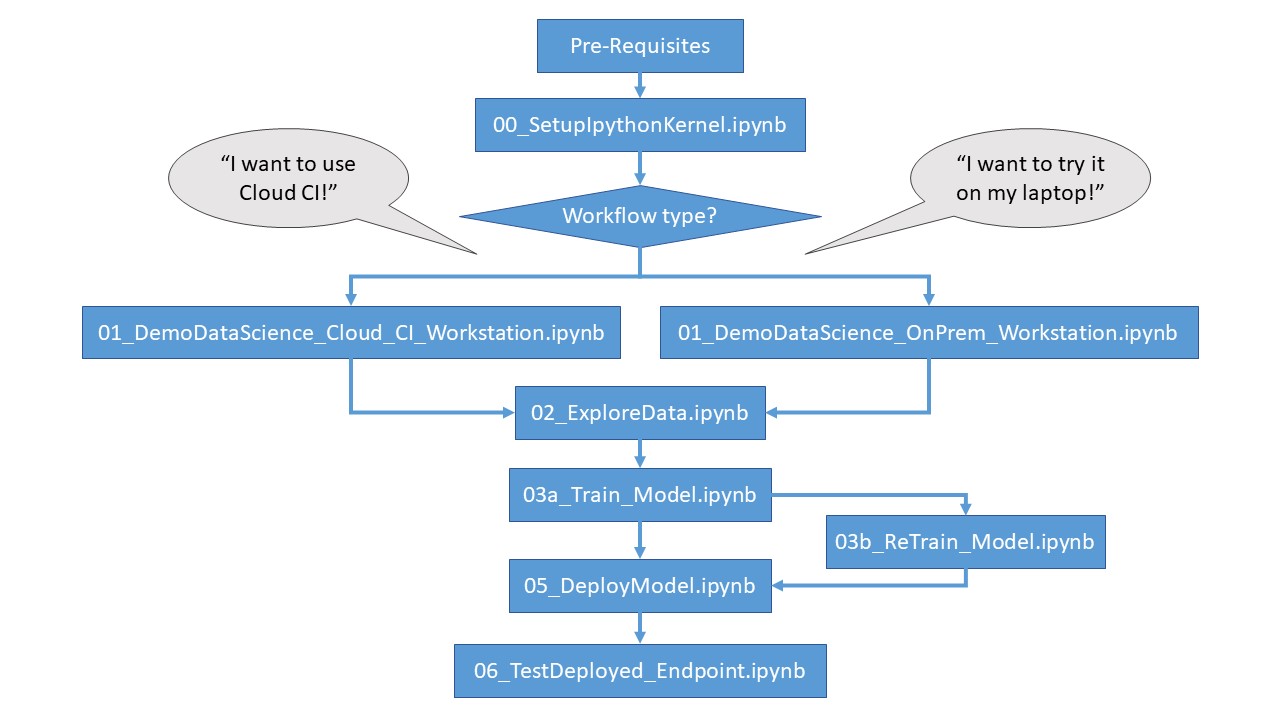 Pre-Requisites
00_SetupIpythonKernel.ipynb
“I want to use
Cloud CI!”
“I want to try it
on my laptop!”
Workflow type?
01_DemoDataScience_Cloud_CI_Workstation.ipynb
01_DemoDataScience_OnPrem_Workstation.ipynb
02_ExploreData.ipynb
03a_Train_Model.ipynb
03b_ReTrain_Model.ipynb
05_DeployModel.ipynb
06_TestDeployed_Endpoint.ipynb